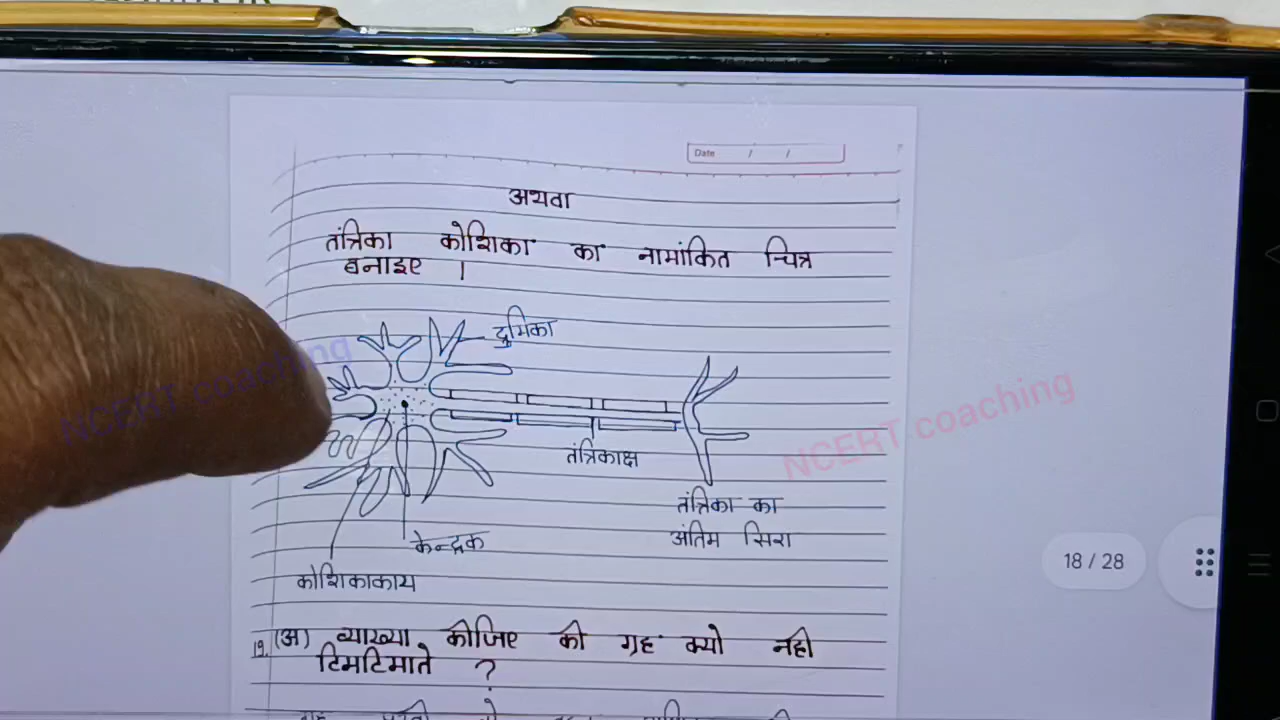 Date / /
अथवा
तंत्रिका कोशिका का नामांकित चित्र
बनाइए ।
द्रुमिका
NCERT coaching
NCERT coaching
तंत्रिकाक्ष
तंत्रिका का
अंतिम सिरा
केन्द्रक
कोशिकाकाय
18 / 28
19. (अ) व्याख्या कीजिए की ग्रह क्यो नही
टिमटिमाते ?